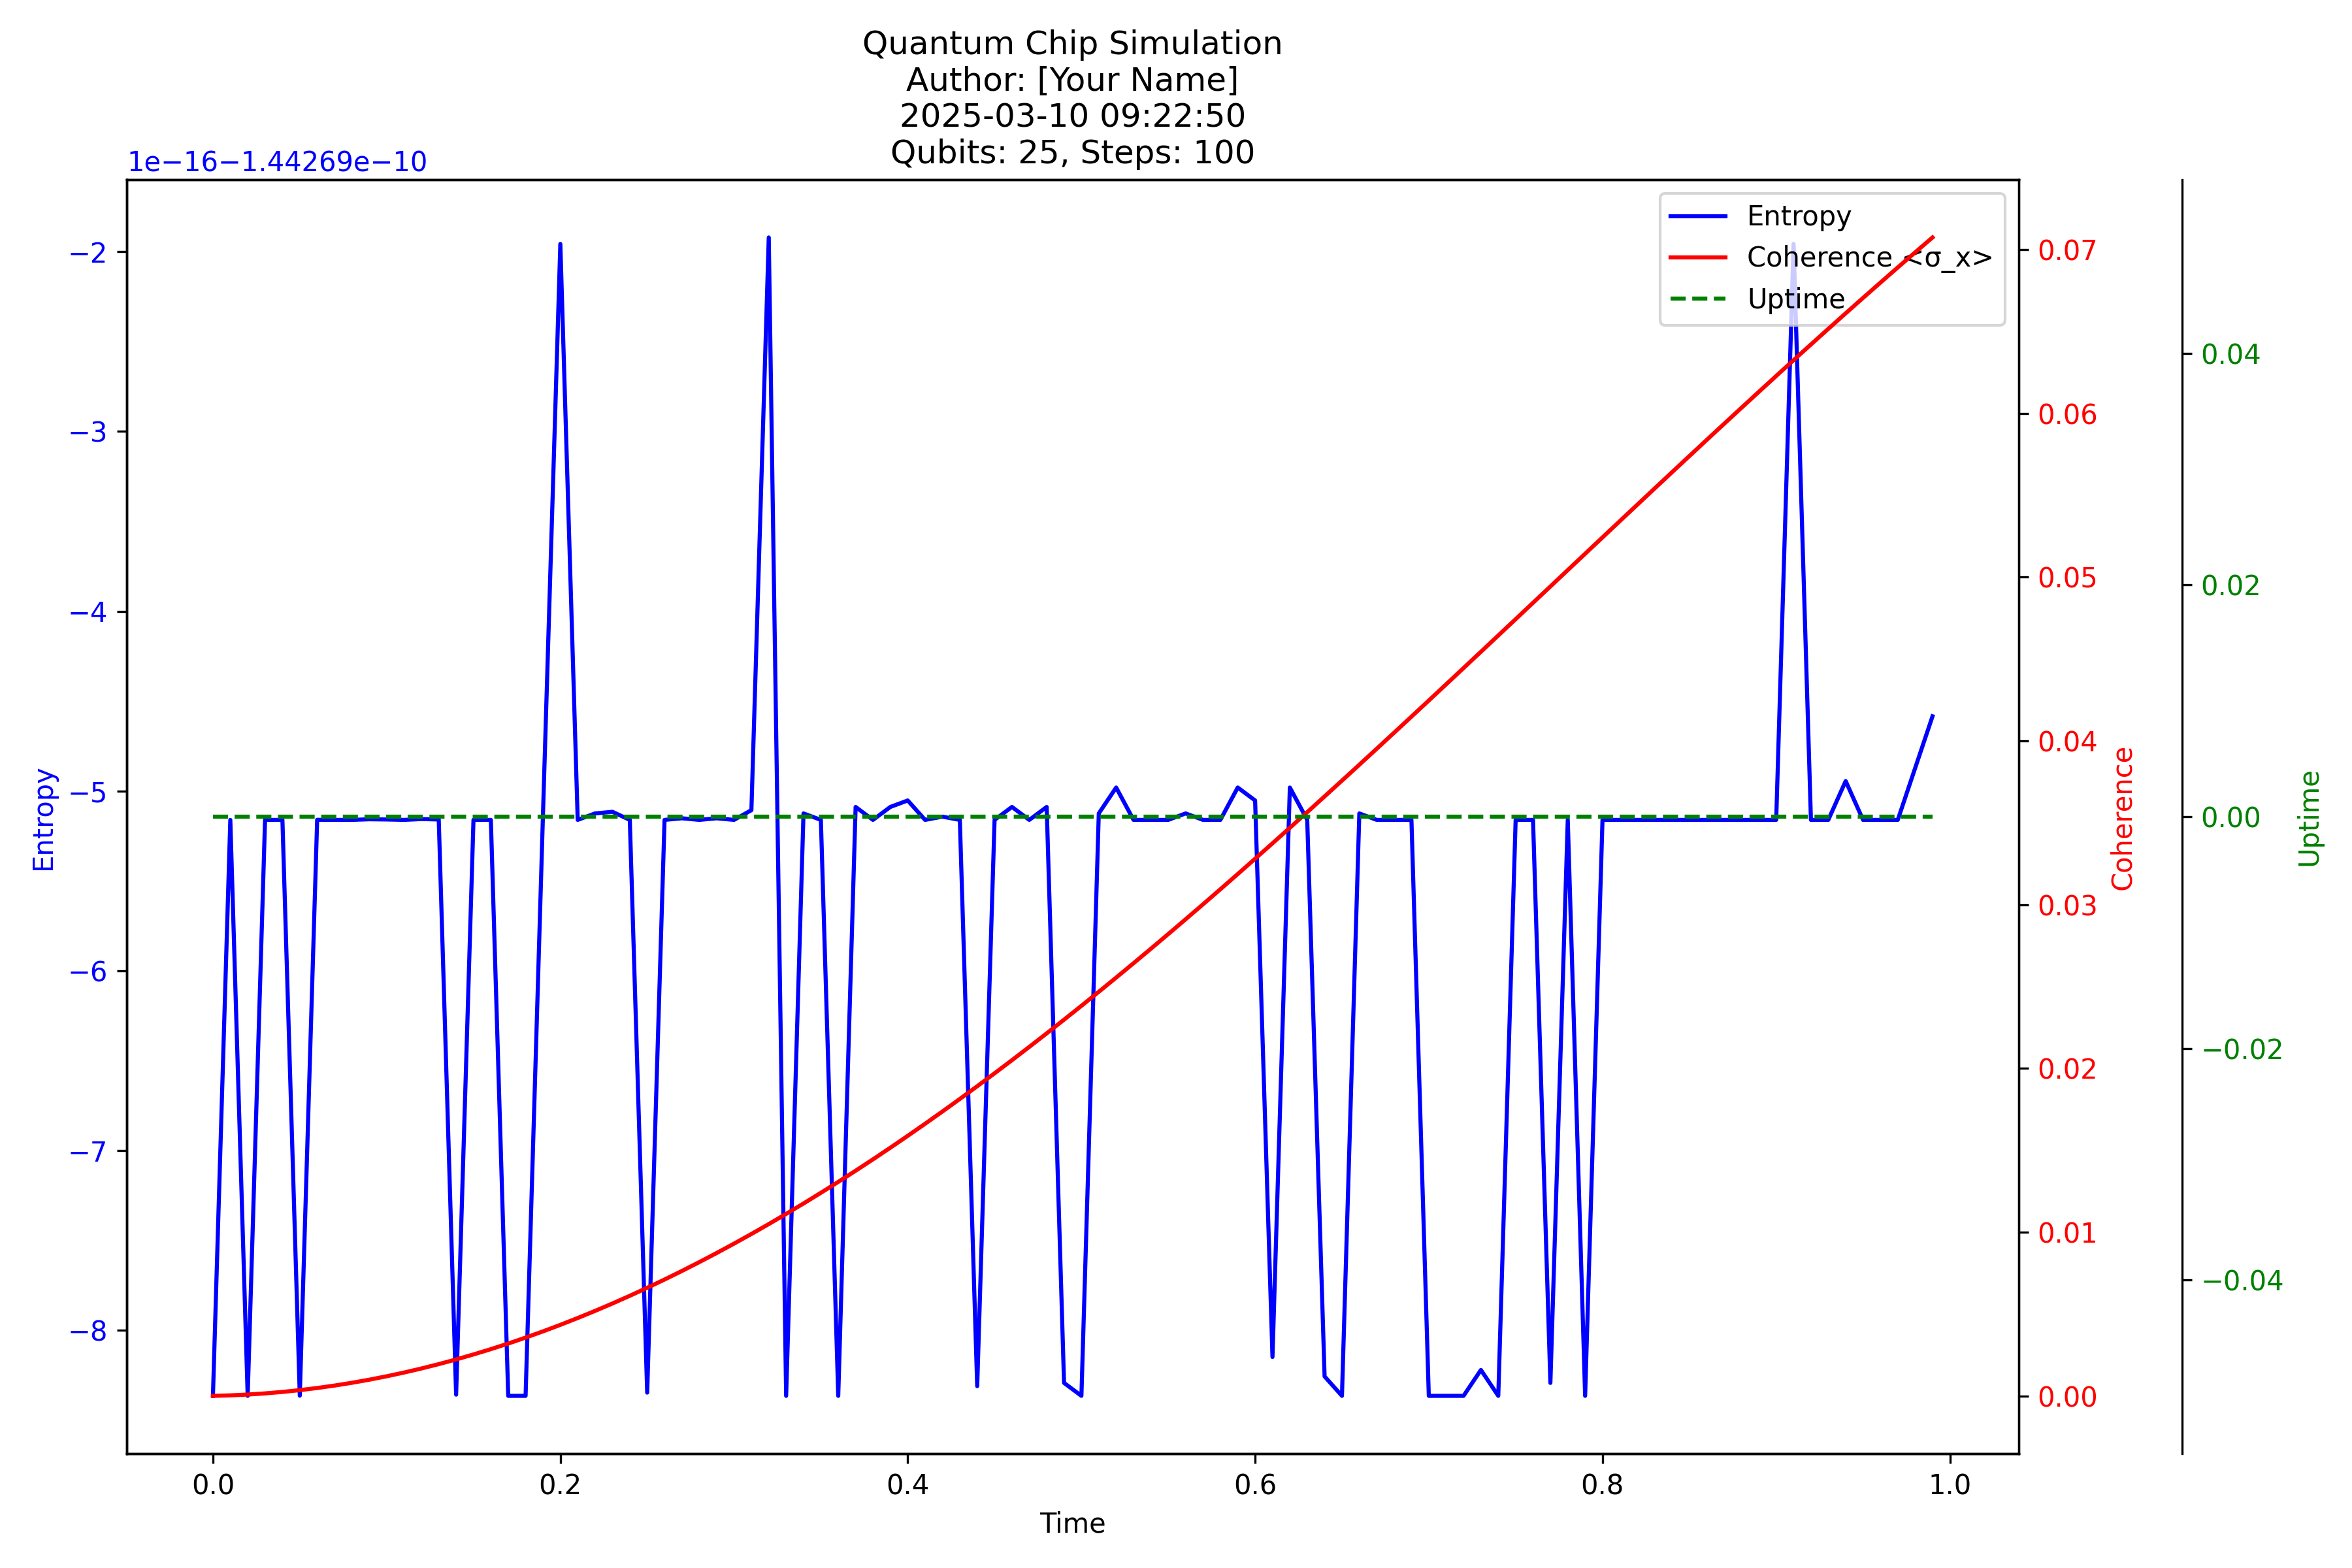 Quantum Chip Simulation
Author: [Your Name]
2025-03-10 09:22:50
Qubits: 25, Steps: 100
1e−16−1.44269e−10
Entropy
Coherence <σ_x>
Uptime
−2
−3
−4
−5
−6
−7
−8
Entropy
0.07
0.06
0.05
0.04
0.03
0.02
0.01
0.00
Coherence
0.04
0.02
0.00
−0.02
−0.04
Uptime
0.0 0.2 0.4 0.6 0.8 1.0
Time